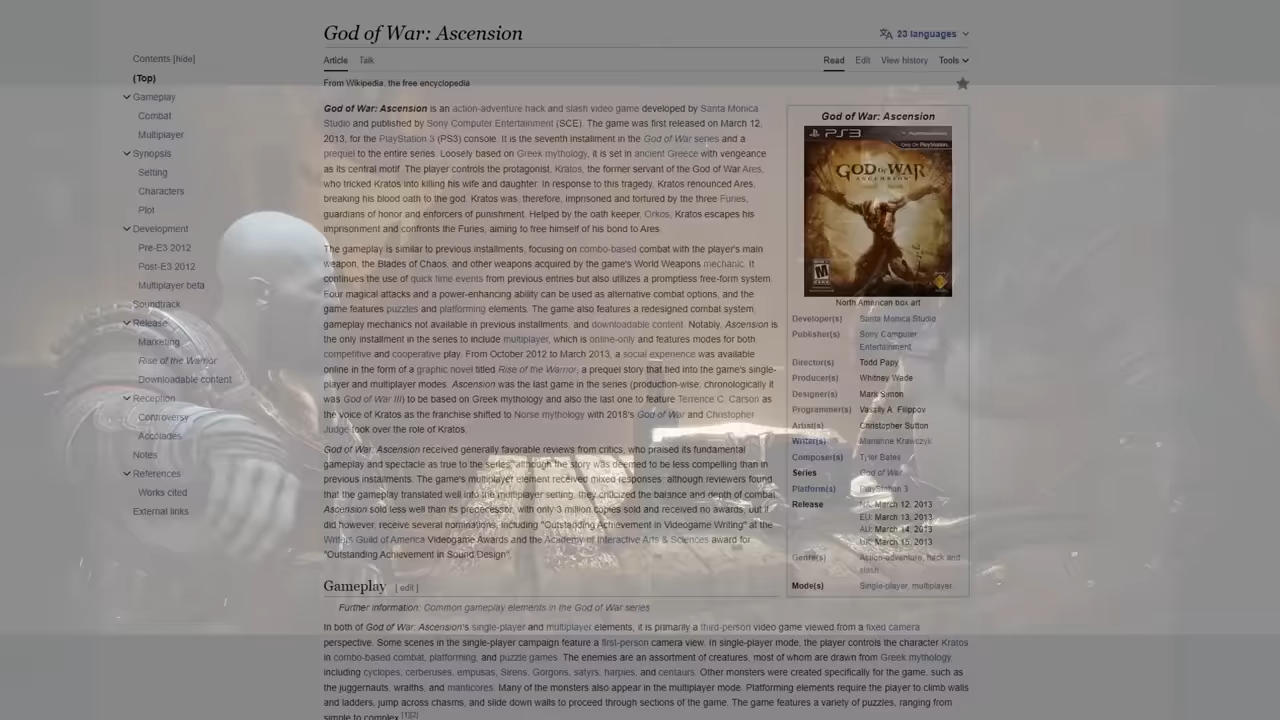 God of War: Ascension
23 languages
Article Talk
Read Edit View history Tools
From Wikipedia, the free encyclopedia
Contents [hide]
(Top)
Gameplay
Combat
Multiplayer
Synopsis
Setting
Characters
Plot
Development
Pre-E3 2012
Post-E3 2012
Multiplayer beta
Soundtrack
Release
Marketing
Rise of the Warrior
Downloadable content
Reception
Controversy
Accolades
Notes
References
Works cited
External links
God of War: Ascension is an action-adventure hack and slash video game developed by Santa Monica
Studio and published by Sony Computer Entertainment (SCE). The game was first released on March 12,
2013, for the PlayStation 3 (PS3) console. It is the seventh installment in the God of War series and a
prequel to the entire series. Loosely based on Greek mythology, it is set in ancient Greece with vengeance
as its central motif. The player controls the protagonist, Kratos, the former servant of the God of War Ares,
who tricked Kratos into killing his wife and daughter. In response to this tragedy, Kratos renounced Ares,
breaking his blood oath to the god. Kratos was, therefore, imprisoned and tortured by the three Furies,
guardians of honor and enforcers of punishment. Helped by the oath keeper, Orkos, Kratos escapes his
imprisonment and confronts the Furies, aiming to free himself of his bond to Ares.
The gameplay is similar to previous installments, focusing on combo-based combat with the player's main
weapon, the Blades of Chaos, and other weapons acquired by the game's World Weapons mechanic. It
continues the use of quick time events from previous entries but also utilizes a promptless free-form system.
Four magical attacks and a power-enhancing ability can be used as alternative combat options, and the
game features puzzles and platforming elements. The game also features a redesigned combat system,
gameplay mechanics not available in previous installments, and downloadable content. Notably, Ascension is
the only installment in the series to include multiplayer, which is online-only and features modes for both
competitive and cooperative play. From October 2012 to March 2013, a social experience was available
online in the form of a graphic novel titled Rise of the Warrior, a prequel story that tied into the game's single-
player and multiplayer modes. Ascension was the last game in the series (production-wise, chronologically it
was God of War III) to be based on Greek mythology and also the last one to feature Terrence C. Carson as
the voice of Kratos as the franchise shifted to Norse mythology with 2018's God of War and Christopher
Judge took over the role of Kratos.
God of War: Ascension received generally favorable reviews from critics, who praised its fundamental
gameplay and spectacle as true to the series, although the story was deemed to be less compelling than in
previous installments. The game's multiplayer element received mixed responses: although reviewers found
that the gameplay translated well into the multiplayer setting, they criticized the balance and depth of combat.
Ascension sold less well than its predecessor, with only 3 million copies sold and received no awards, but it
did however, receive several nominations, including "Outstanding Achievement in Videogame Writing" at the
Writers Guild of America Videogame Awards and the Academy of Interactive Arts & Sciences award for
"Outstanding Achievement in Sound Design".
God of War: Ascension
PS3
GOD OF WAR
ASCENSION
M
North American box art
Developer(s) Santa Monica Studio
Publisher(s) Sony Computer
Entertainment
Director(s) Todd Papy
Producer(s) Whitney Wade
Designer(s) Mark Simon
Programmer(s) Vassily A. Filippov
Artist(s) Christopher Sutton
Writer(s) Marianne Krawczyk
Composer(s) Tyler Bates
Series God of War
Platform(s) PlayStation 3
Release NA: March 12, 2013
EU: March 13, 2013
AU: March 14, 2013
UK: March 15, 2013
Genre(s) Action-adventure, hack and
slash
Mode(s) Single-player, multiplayer
Gameplay [ edit ]
Further information: Common gameplay elements in the God of War series
In both of God of War: Ascension's single-player and multiplayer elements, it is primarily a third-person video game viewed from a fixed camera
perspective. Some scenes in the single-player campaign feature a first-person camera view. In single-player mode, the player controls the character Kratos
in combo-based combat, platforming, and puzzle games. The enemies are an assortment of creatures, most of whom are drawn from Greek mythology,
including cyclopes, cerberuses, empusas, Sirens, Gorgons, satyrs, harpies, and centaurs. Other monsters were created specifically for the game, such as
the juggernauts, wraiths, and manticores. Many of the monsters also appear in the multiplayer mode. Platforming elements require the player to climb walls
and ladders, jump across chasms, and slide down walls to proceed through sections of the game. The game features a variety of puzzles, ranging from
simple to complex.[1][2]